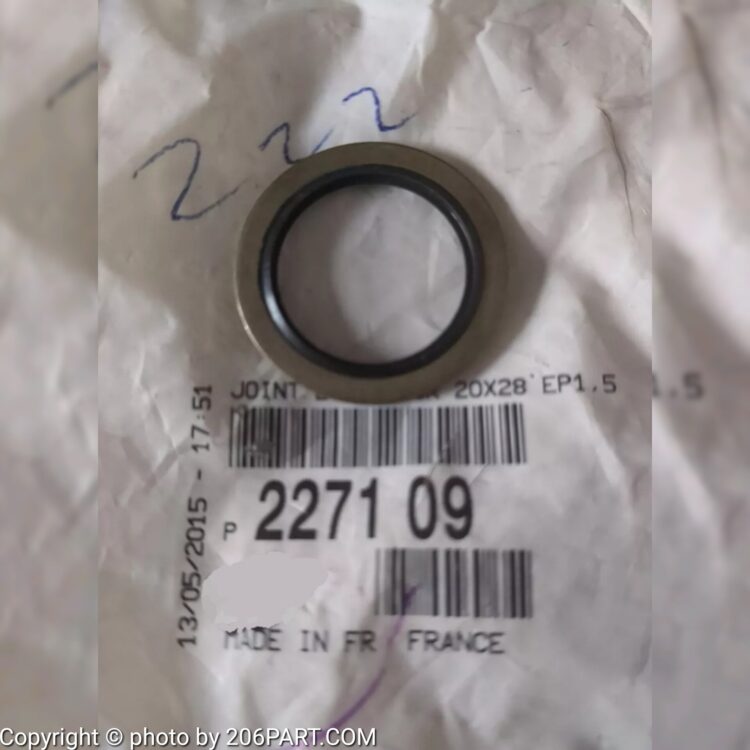 222
JOINT 20X28 EP1,5
1,5
13/05/2015 - 17:51
P 2271 09
MADE IN FR FRANCE
Copyright © photo by 206PART.COM